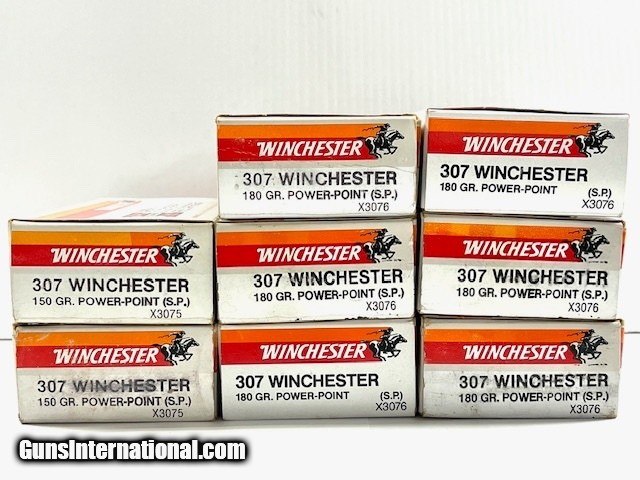 WINCHESTER
307 WINCHESTER
180 GR. POWER-POINT (S.P.)
X3076
WINCHESTER
307 WINCHESTER
180 GR. POWER-POINT (S.P.)
X3076
WINCHESTER
307 WINCHESTER
150 GR. POWER-POINT (S.P.)
X3075
WINCHESTER
307 WINCHESTER
180 GR. POWER-POINT (S.P.)
X3076
WINCHESTER
307 WINCHESTER
180 GR. POWER-POINT (S.P.)
X3076
WINCHESTER
307 WINCHESTER
150 GR. POWER-POINT (S.P.)
X3075
WINCHESTER
307 WINCHESTER
180 GR. POWER-POINT (S.P.)
X3076
WINCHESTER
307 WINCHESTER
180 GR. POWER-POINT (S.P.)
X3076
GunsInternational.com